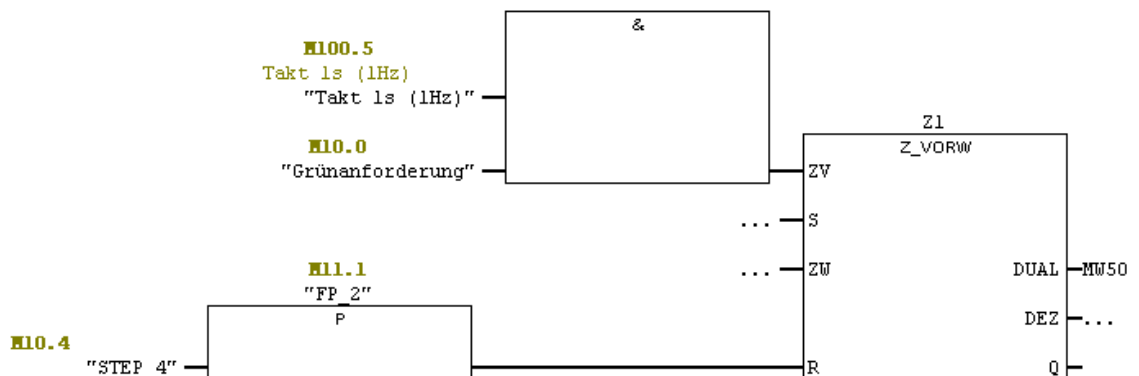 &
M100.5
Takt 1s (1Hz)
"Takt 1s (1Hz)"
Z1
M10.0
Z_VORW
"Grünanforderung"
ZV
... S
... ZW
DUAL MW50
M11.1
"FP_2"
P
DEZ ...
M10.4
"STEP 4"
R
Q